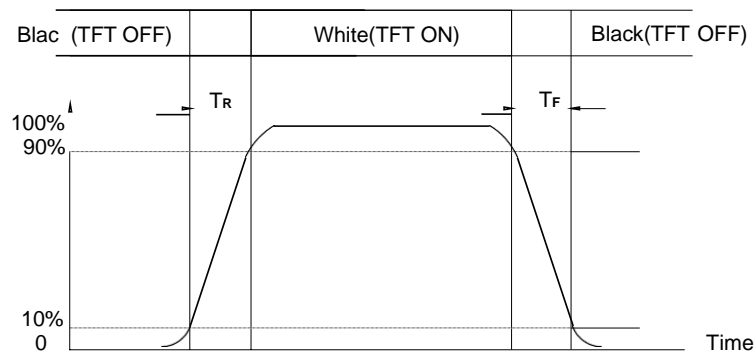 Blac (TFT OFF) White(TFT ON) Black(TFT OFF)
TR TF
100%
90%
10%
0 Time